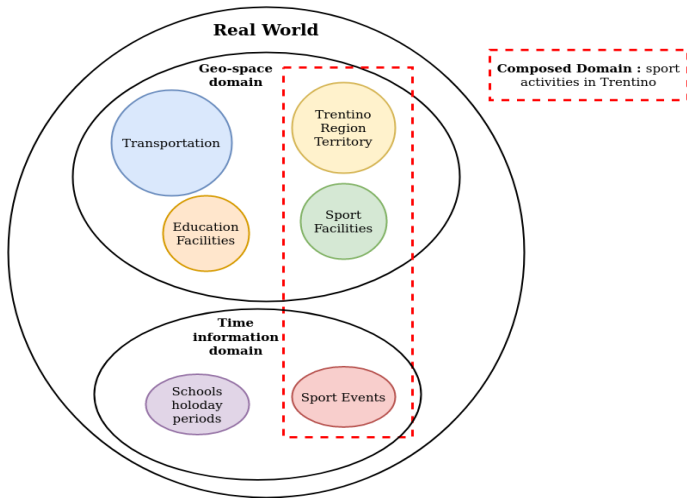 Real World
Geo-space
domain
Composed Domain : sport
activities in Trentino
Transportation
Trentino
Region
Territory
Education
Facilities
Sport
Facilities
Time
information
domain
Schools
holoday
periods
Sport Events